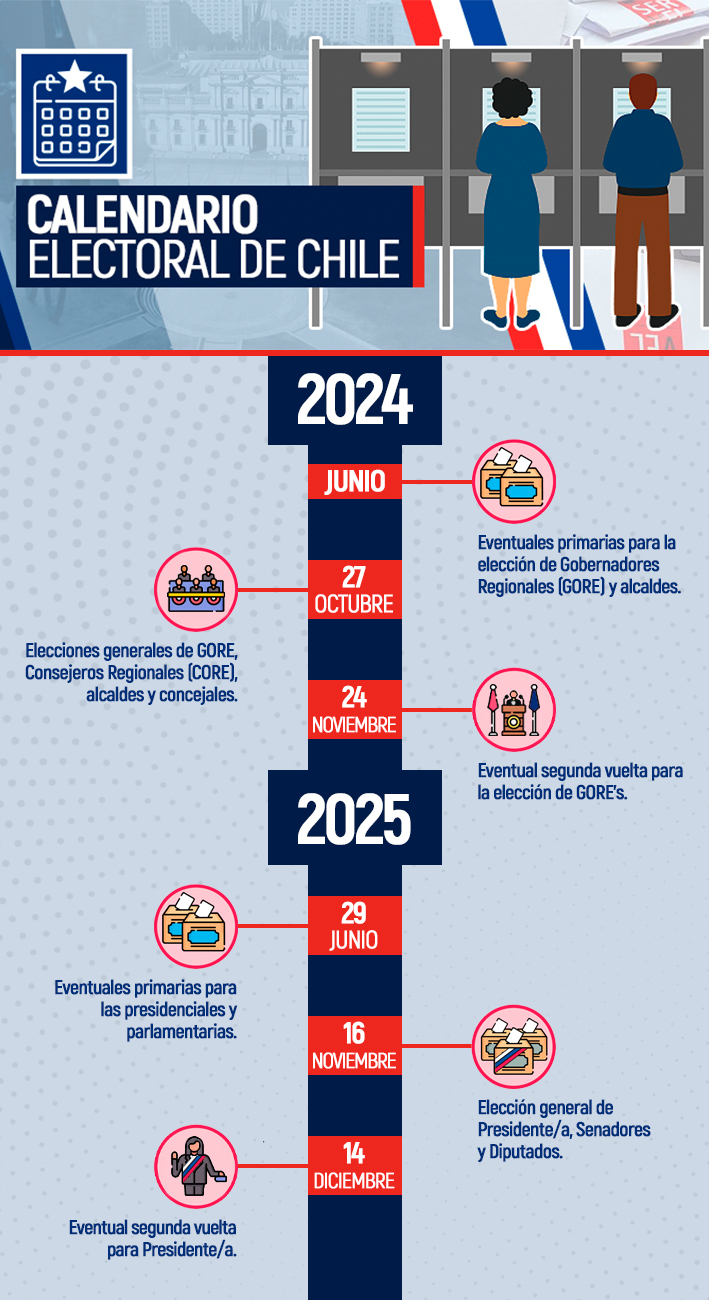 SER
CALENDARIO
ELECTORAL DE CHILE
2024
JUNIO
Eventuales primarias para la
elección de Gobernadores
Regionales (GORE) y alcaldes.
27
OCTUBRE
Elecciones generales de GORE,
Consejeros Regionales (CORE),
alcaldes y concejales.
24
NOVIEMBRE
Eventual segunda vuelta para
la elección de GORE's.
2025
29
JUNIO
Eventuales primarias para
las presidenciales y
parlamentarias.
16
NOVIEMBRE
Elección general de
Presidente/a, Senadores
y Diputados.
14
DICIEMBRE
Eventual segunda vuelta
para Presidente/a.